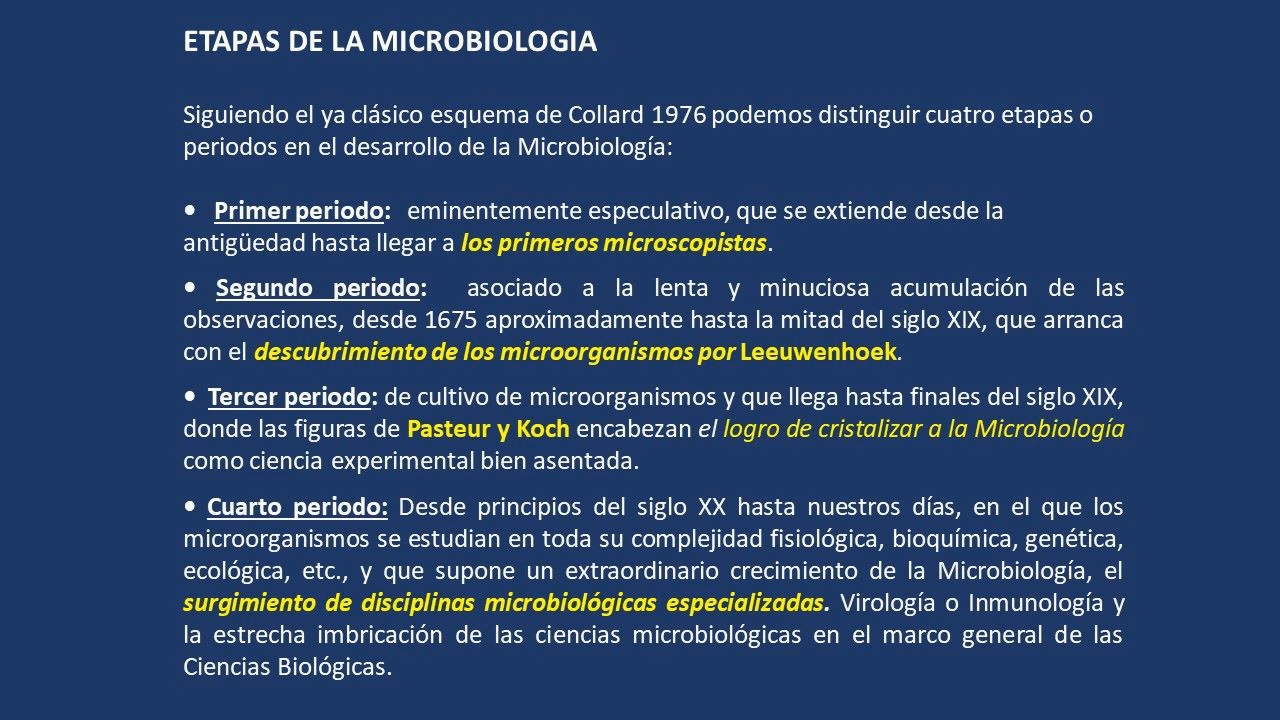 ETAPAS DE LA MICROBIOLOGIA
Siguiendo el ya clásico esquema de Collard 1976 podemos distinguir cuatro etapas o
periodos en el desarrollo de la Microbiología:
• Primer periodo: eminentemente especulativo, que se extiende desde la
antigüedad hasta llegar a los primeros microscopistas.
• Segundo periodo: asociado a la lenta y minuciosa acumulación de las
observaciones, desde 1675 aproximadamente hasta la mitad del siglo XIX, que arranca
con el descubrimiento de los microorganismos por Leeuwenhoek.
• Tercer periodo: de cultivo de microorganismos y que llega hasta finales del siglo XIX,
donde las figuras de Pasteur y Koch encabezan el logro de cristalizar a la Microbiología
como ciencia experimental bien asentada.
• Cuarto periodo: Desde principios del siglo XX hasta nuestros días, en el que los
microorganismos se estudian en toda su complejidad fisiológica, bioquímica, genética,
ecológica, etc., y que supone un extraordinario crecimiento de la Microbiología, el
surgimiento de disciplinas microbiológicas especializadas. Virología o Inmunología y
la estrecha imbricación de las ciencias microbiológicas en el marco general de las
Ciencias Biológicas.